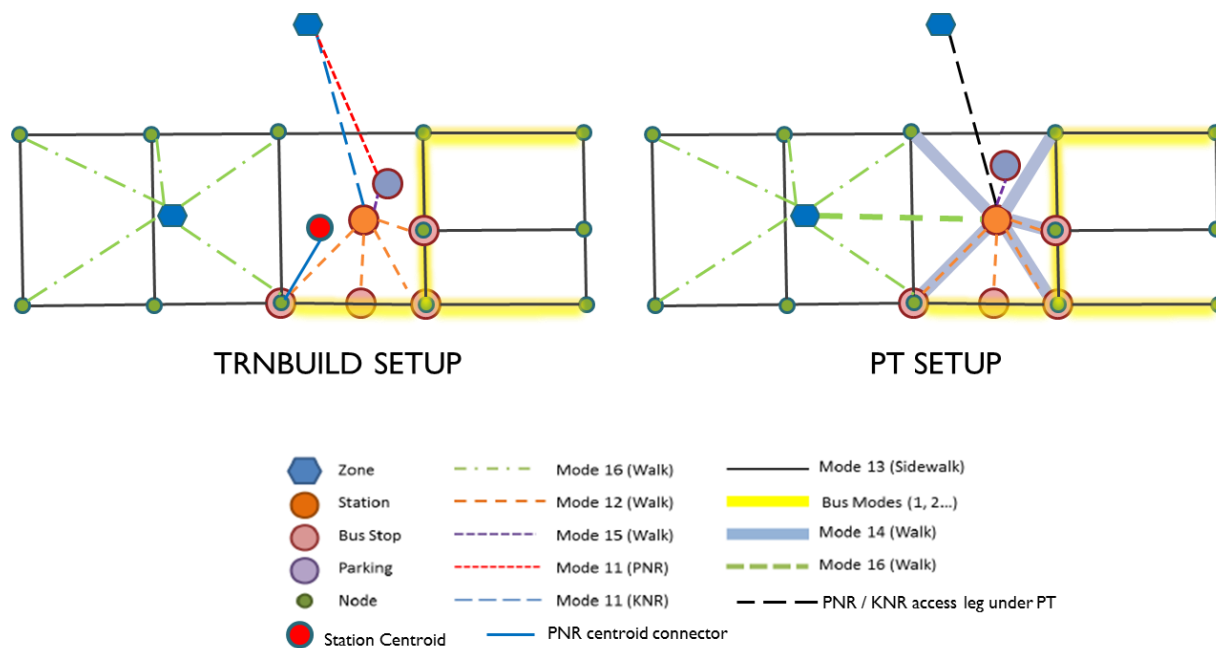 TRNBUILD SETUP
PT SETUP
Zone
Mode 16 (Walk)
Mode 13 (Sidewalk)
Station
Mode 12 (Walk)
Bus Modes (1, 2...)
Bus Stop
Mode 15 (Walk)
Mode 14 (Walk)
Parking
Mode 11 (PNR)
Mode 16 (Walk)
Node
Mode 11 (KNR)
PNR / KNR access leg under PT
Station Centroid
PNR centroid connector